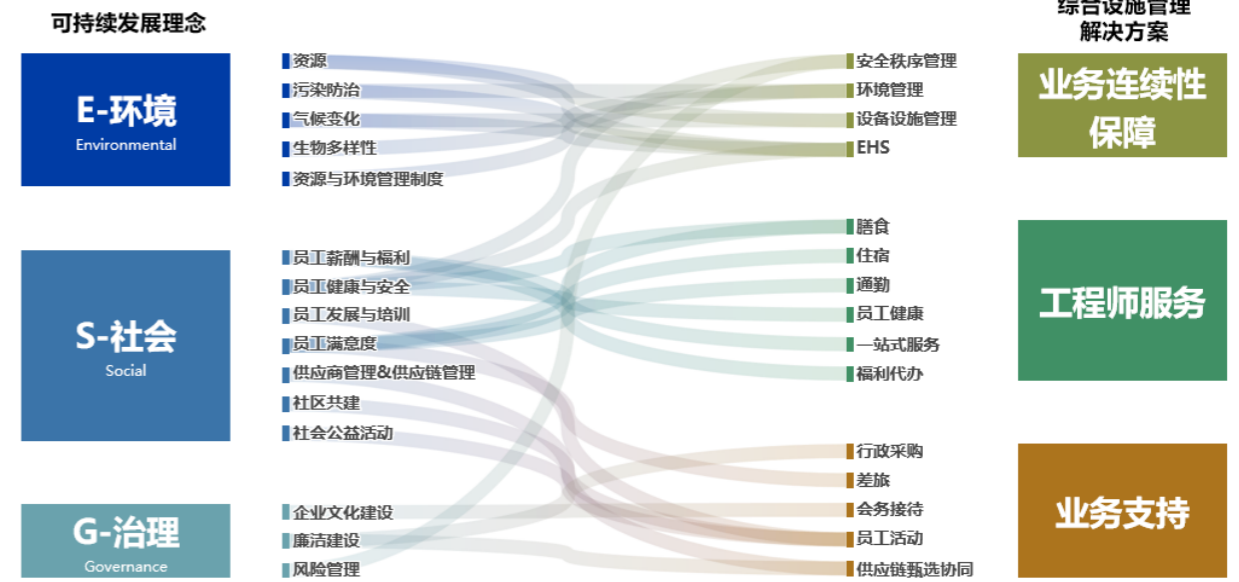 可持续发展理念
综合设施管理
解决方案
E-环境
Environmental
资源
污染防治
气候变化
生物多样性
资源与环境管理制度
安全秩序管理
环境管理
设备设施管理
EHS
业务连续性
保障
S-社会
Social
员工薪酬与福利
员工健康与安全
员工发展与培训
员工满意度
供应商管理&供应链管理
社区共建
社会公益活动
膳食
住宿
通勤
员工健康
一站式服务
福利代办
工程师服务
G-治理
Governance
企业文化建设
廉洁建设
风险管理
行政采购
差旅
会务接待
员工活动
供应链甄选协同
业务支持